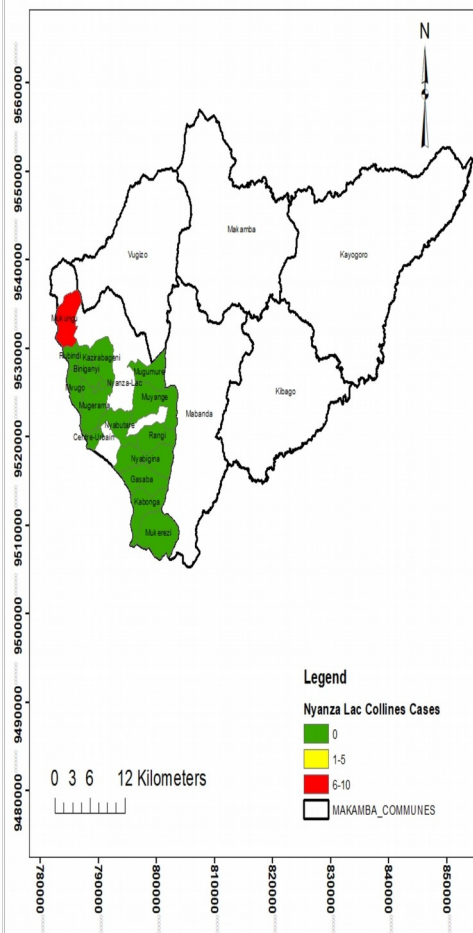 N
9560000
9550000
9540000
9530000
9520000
9510000
9500000
9490000
9480000
Makamba
Vugizo
Kayogoro
Mukungu
Rubindi
Kazirabageni
Biniganyi
Mugumure
Nyanza-Lac
Mvugo
Muyange
Kibago
Mugerama
Mabanda
Nyabutare
Centre-Urbain
Rangi
Nyabigina
Gasaba
Kabonga
Mukerezi
Legend
Nyanza Lac Collines Cases
0
1-5
6-10
MAKAMBA_COMMUNES
0 3 6 12 Kilometers
780000
790000
800000
810000
820000
830000
840000
850000